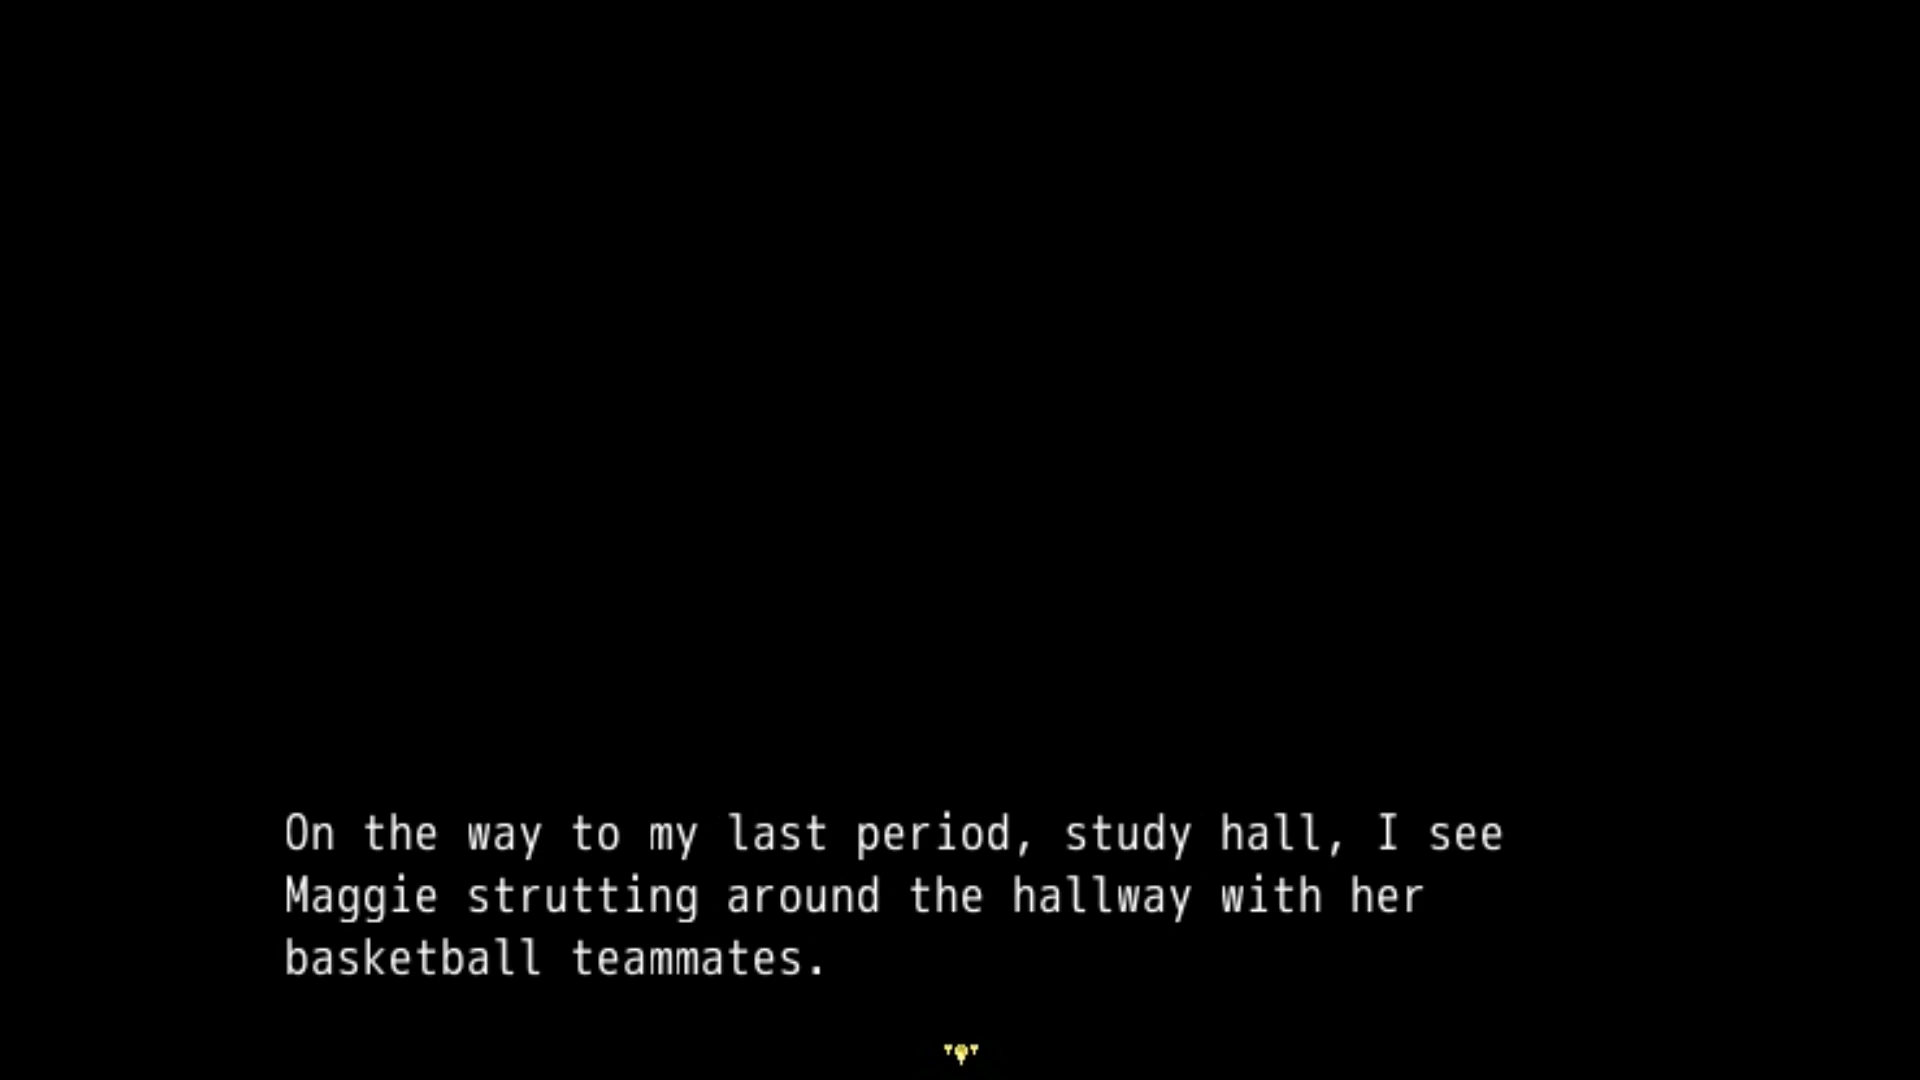 On the way to my last period, study hall, I see
Maggie strutting around the hallway with her
basketball teammates.